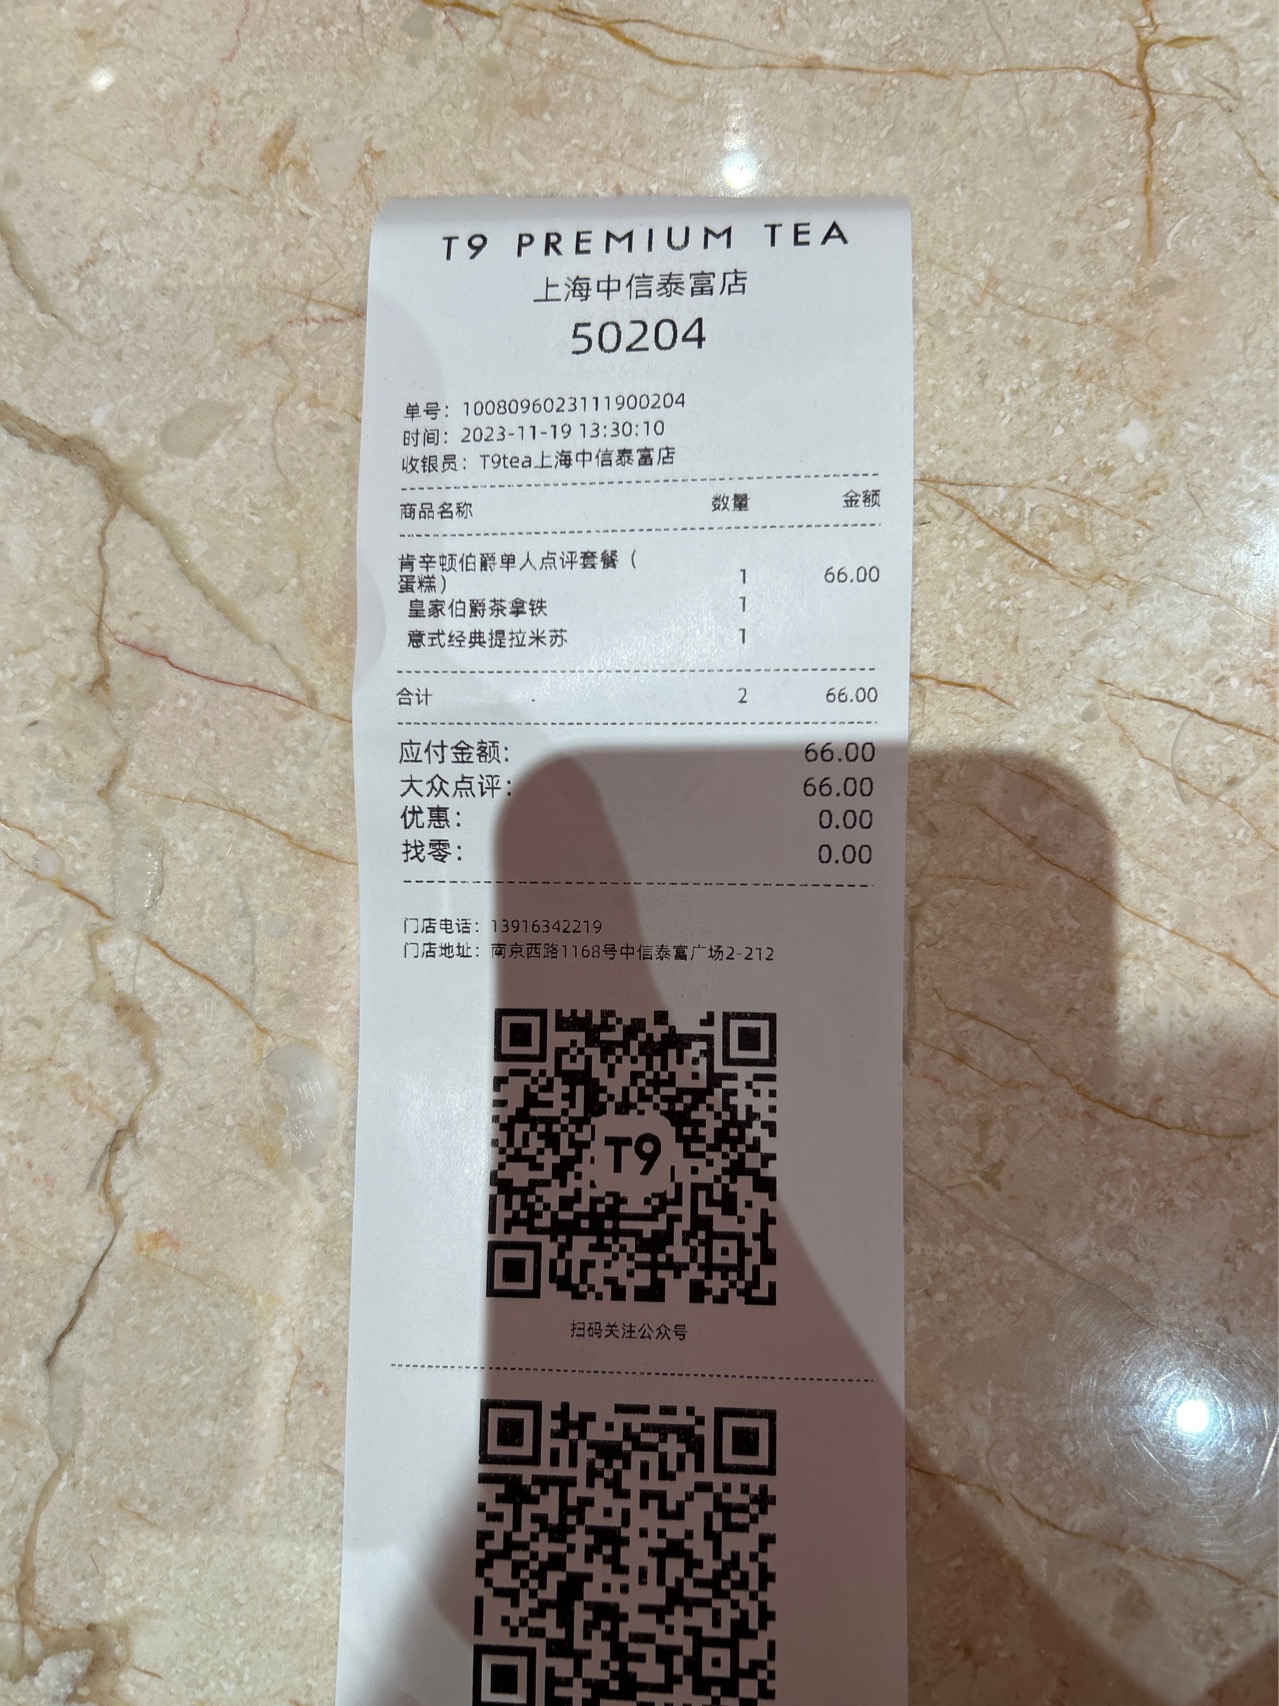 T9 PREMIUM TEA
上海中信泰富店
50204
单号：1008096023111900204
时间：2023-11-19 13:30:10
收银员：T9tea上海中信泰富店
商品名称 数量 金额
肯辛顿伯爵单人点评套餐（
蛋糕） 1 66.00
皇家伯爵茶拿铁 1
意式经典提拉米苏 1
合计 2 66.00
应付金额： 66.00
大众点评： 66.00
优惠： 0.00
找零： 0.00
门店电话：13916342219
门店地址：南京西路1168号中信泰富广场2-212
T9
扫码关注公众号